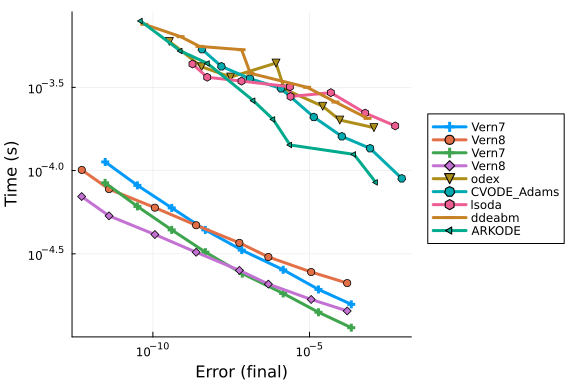 Time (s)
10^-3.5
10^-4.0
10^-4.5
10^-10
10^-5
Error (final)
Vern7
Vern8
Vern7
Vern8
odex
CVODE_Adams
lsoda
ddeabm
ARKODE